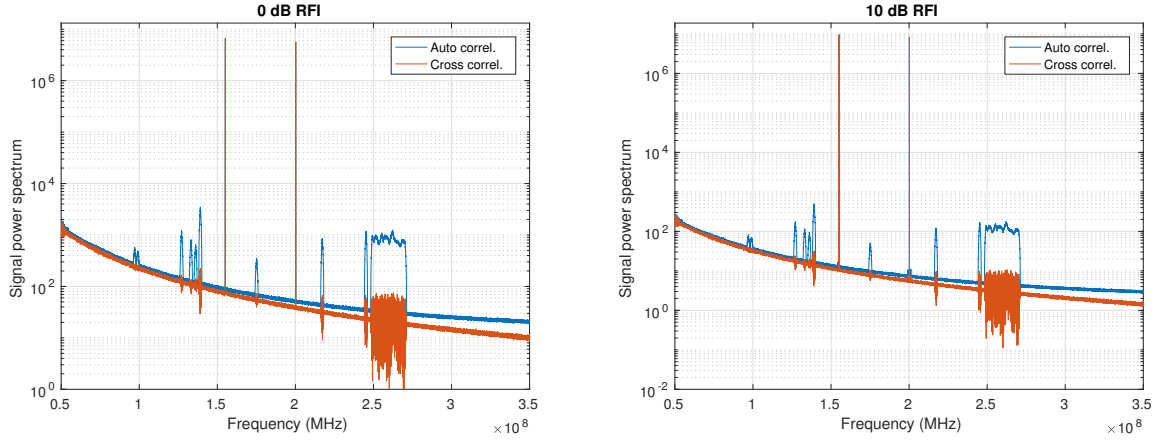 0 dB RFI
Auto correl.
Cross correl.
Signal power spectrum
10^6
10^4
10^2
10^0
0.5
1
1.5
2
2.5
3
3.5
Frequency (MHz)
×10^8
10 dB RFI
Auto correl.
Cross correl.
Signal power spectrum
10^6
10^4
10^2
10^0
10^-2
0.5
1
1.5
2
2.5
3
3.5
Frequency (MHz)
×10^8